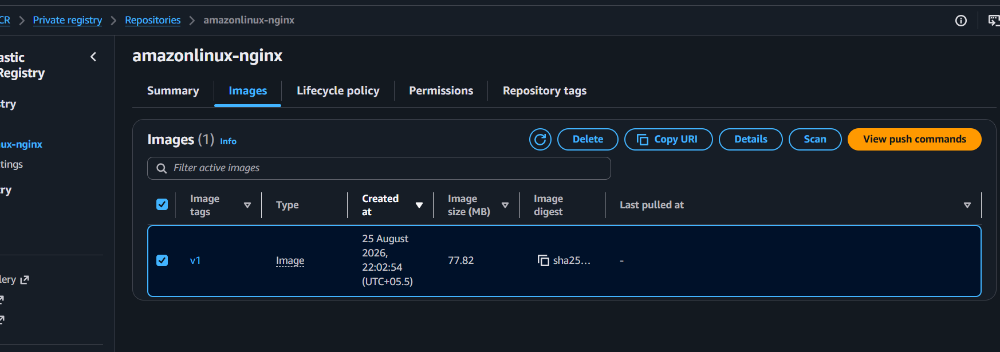 CR > Private registry > Repositories > amazonlinux-nginx
astic
Registry
stry
ux-nginx
tings
ry
lery
amazonlinux-nginx
Summary
Images
Lifecycle policy
Permissions
Repository tags
Images (1) Info
Delete
Copy URI
Details
Scan
View push commands
Filter active images
Image
tags
Type
Created
at
Image
size (MB)
Image
digest
Last pulled at
v1
Image
25 August
2026,
22:02:54
(UTC+05.5)
77.82
sha25...
-